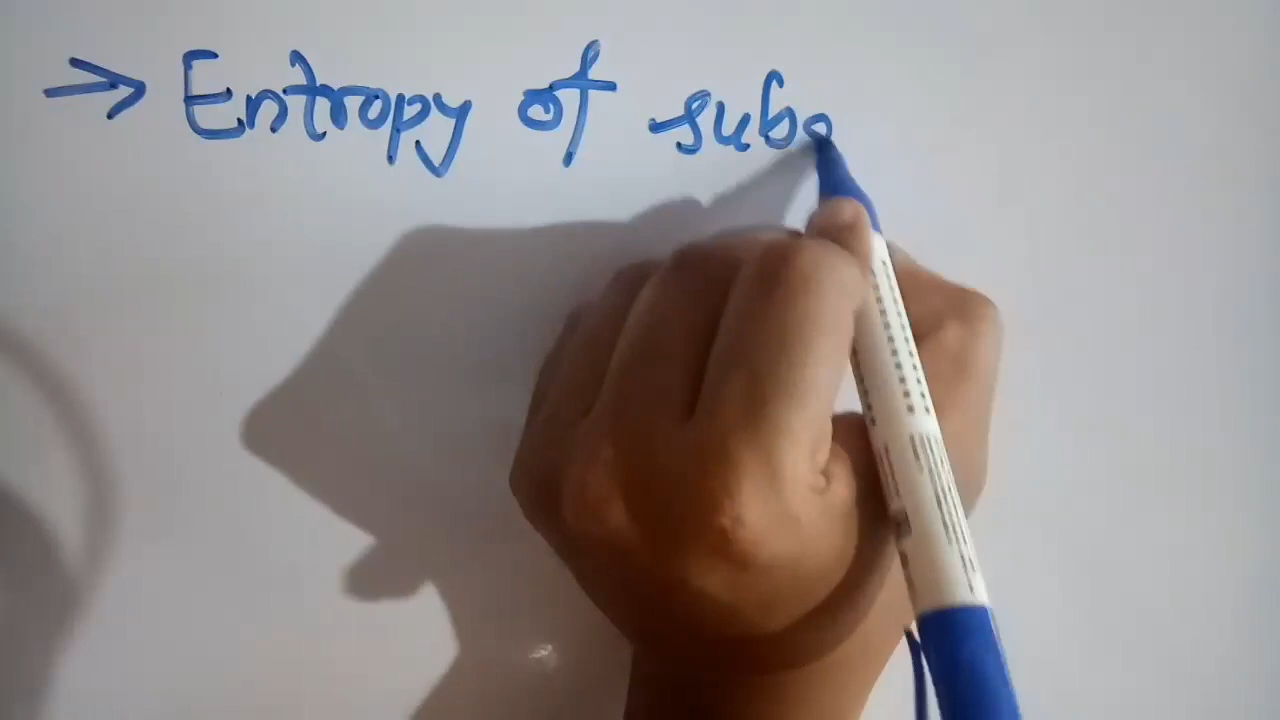 → Entropy of subs